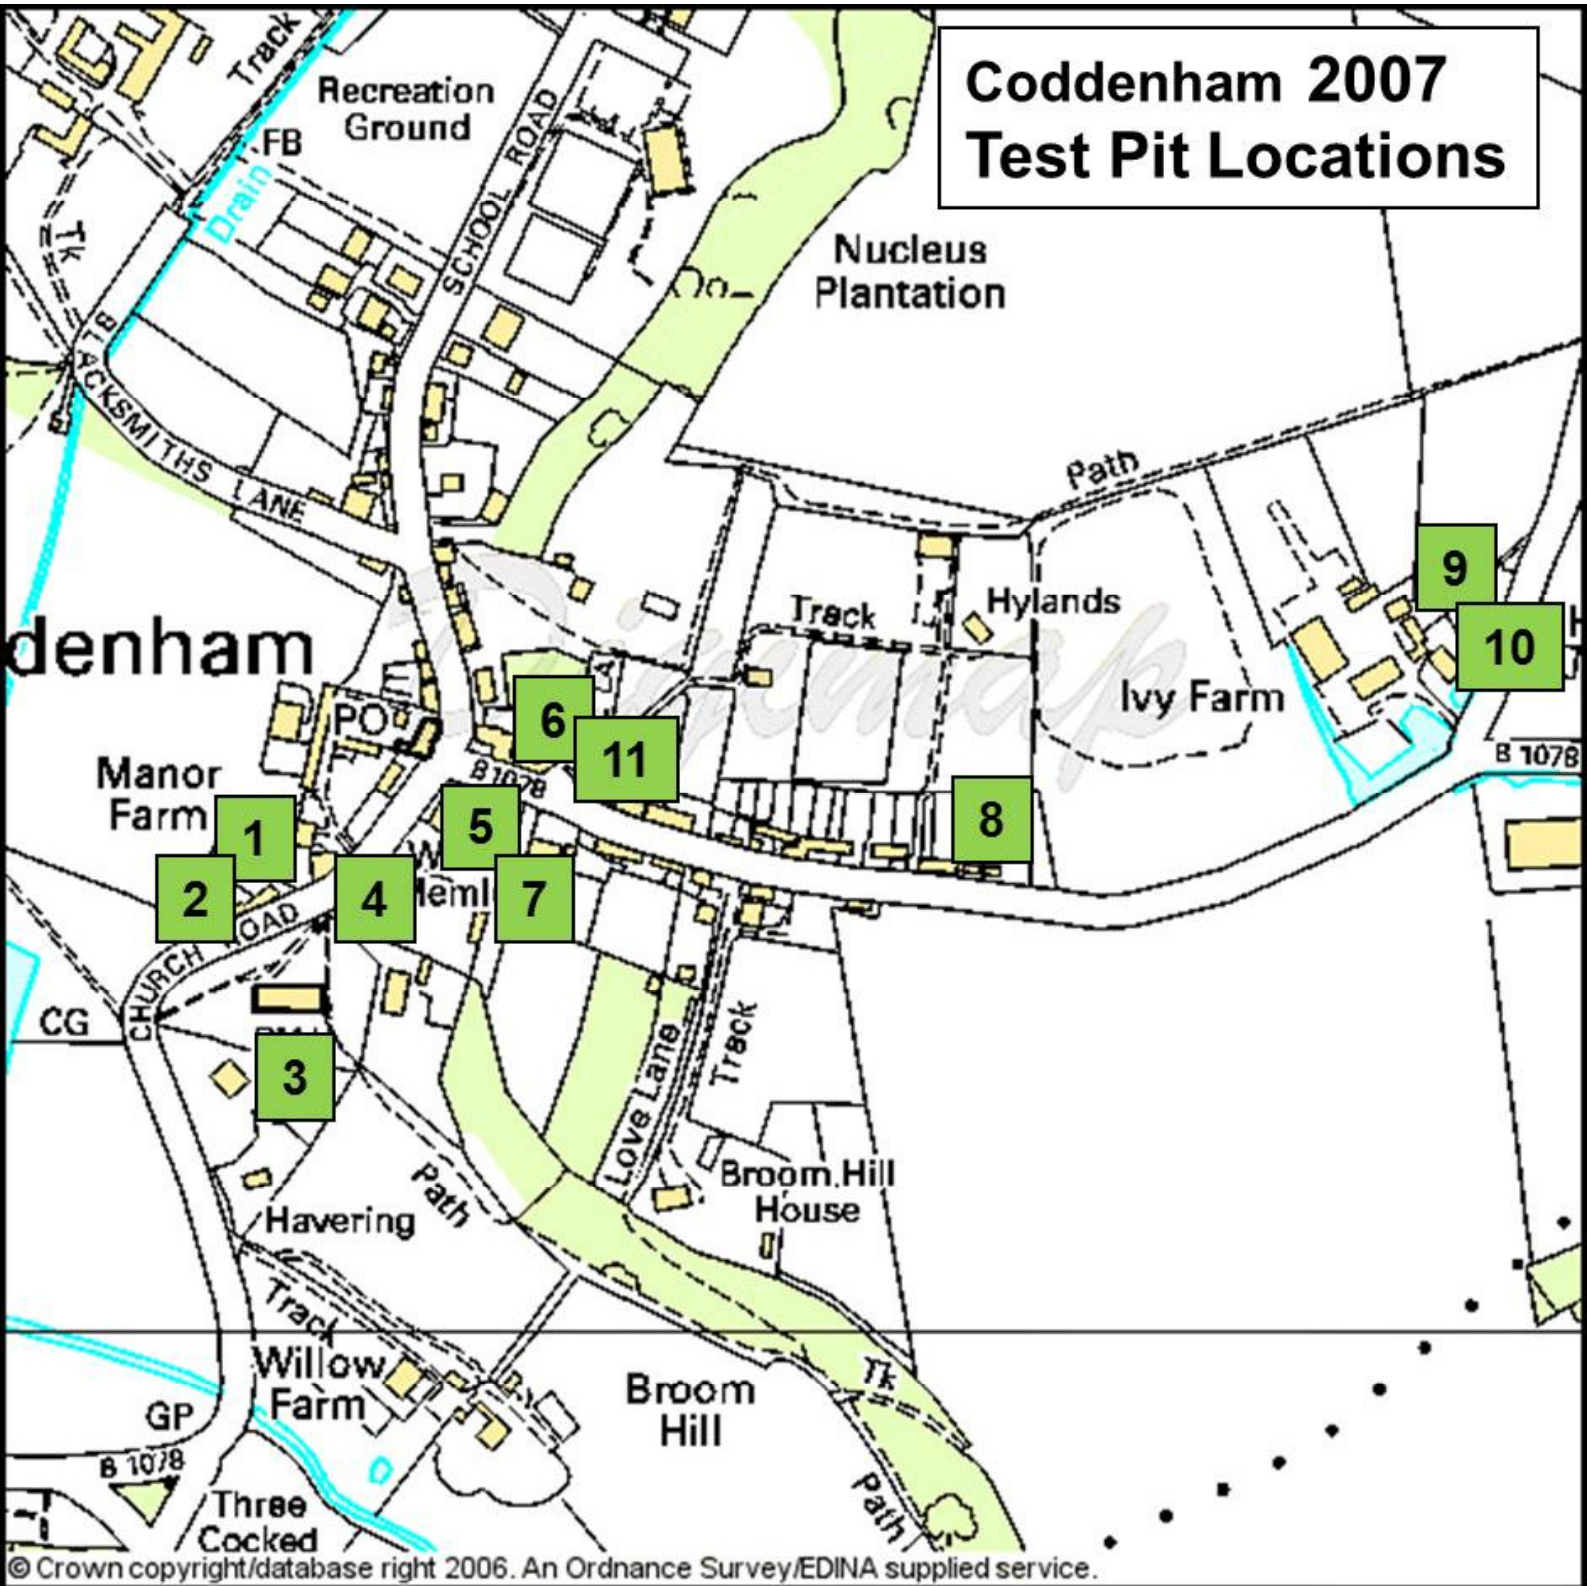 Coddenham 2007
Test Pit Locations
Track
Recreation
Ground
FB
Drain
SCHOOL ROAD
Tk
Nucleus
Plantation
BLACKSMITHS LANE
Path
9
Hylands
Track
10
denham
Digimap
Ivy Farm
6
PO
11
B 1078
B 1078
Manor
Farm
1
5
8
2
4
Meml
7
CHURCH ROAD
CG
3
Love Lane
Track
Path
Broom Hill
House
Havering
Track
Willow
Farm
Broom
Hill
Tk
GP
B 1078
Path
Three
Cocked
© Crown copyright/database right 2006. An Ordnance Survey/EDINA supplied service.